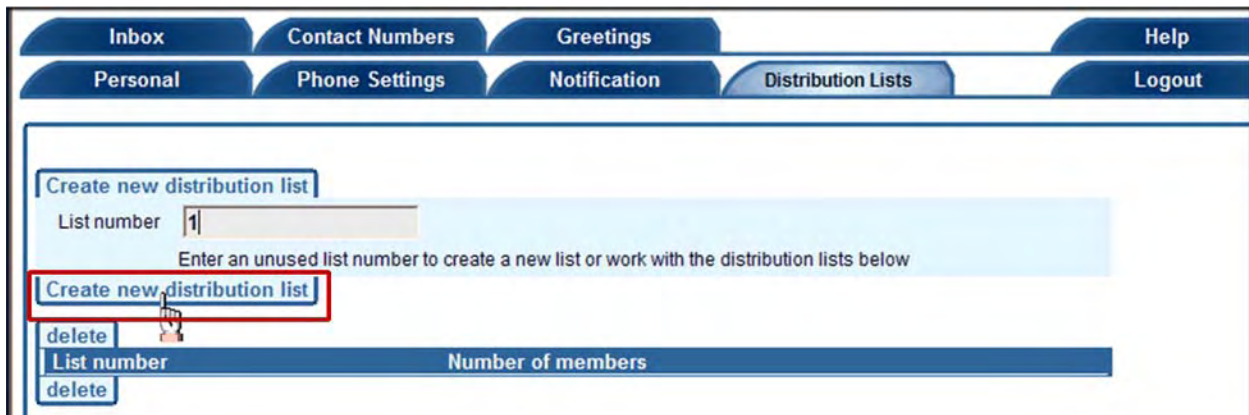 Inbox Contact Numbers Greetings Help
Personal Phone Settings Notification Distribution Lists Logout
Create new distribution list
List number 1
Enter an unused list number to create a new list or work with the distribution lists below
Create new distribution list
delete
List number Number of members
delete